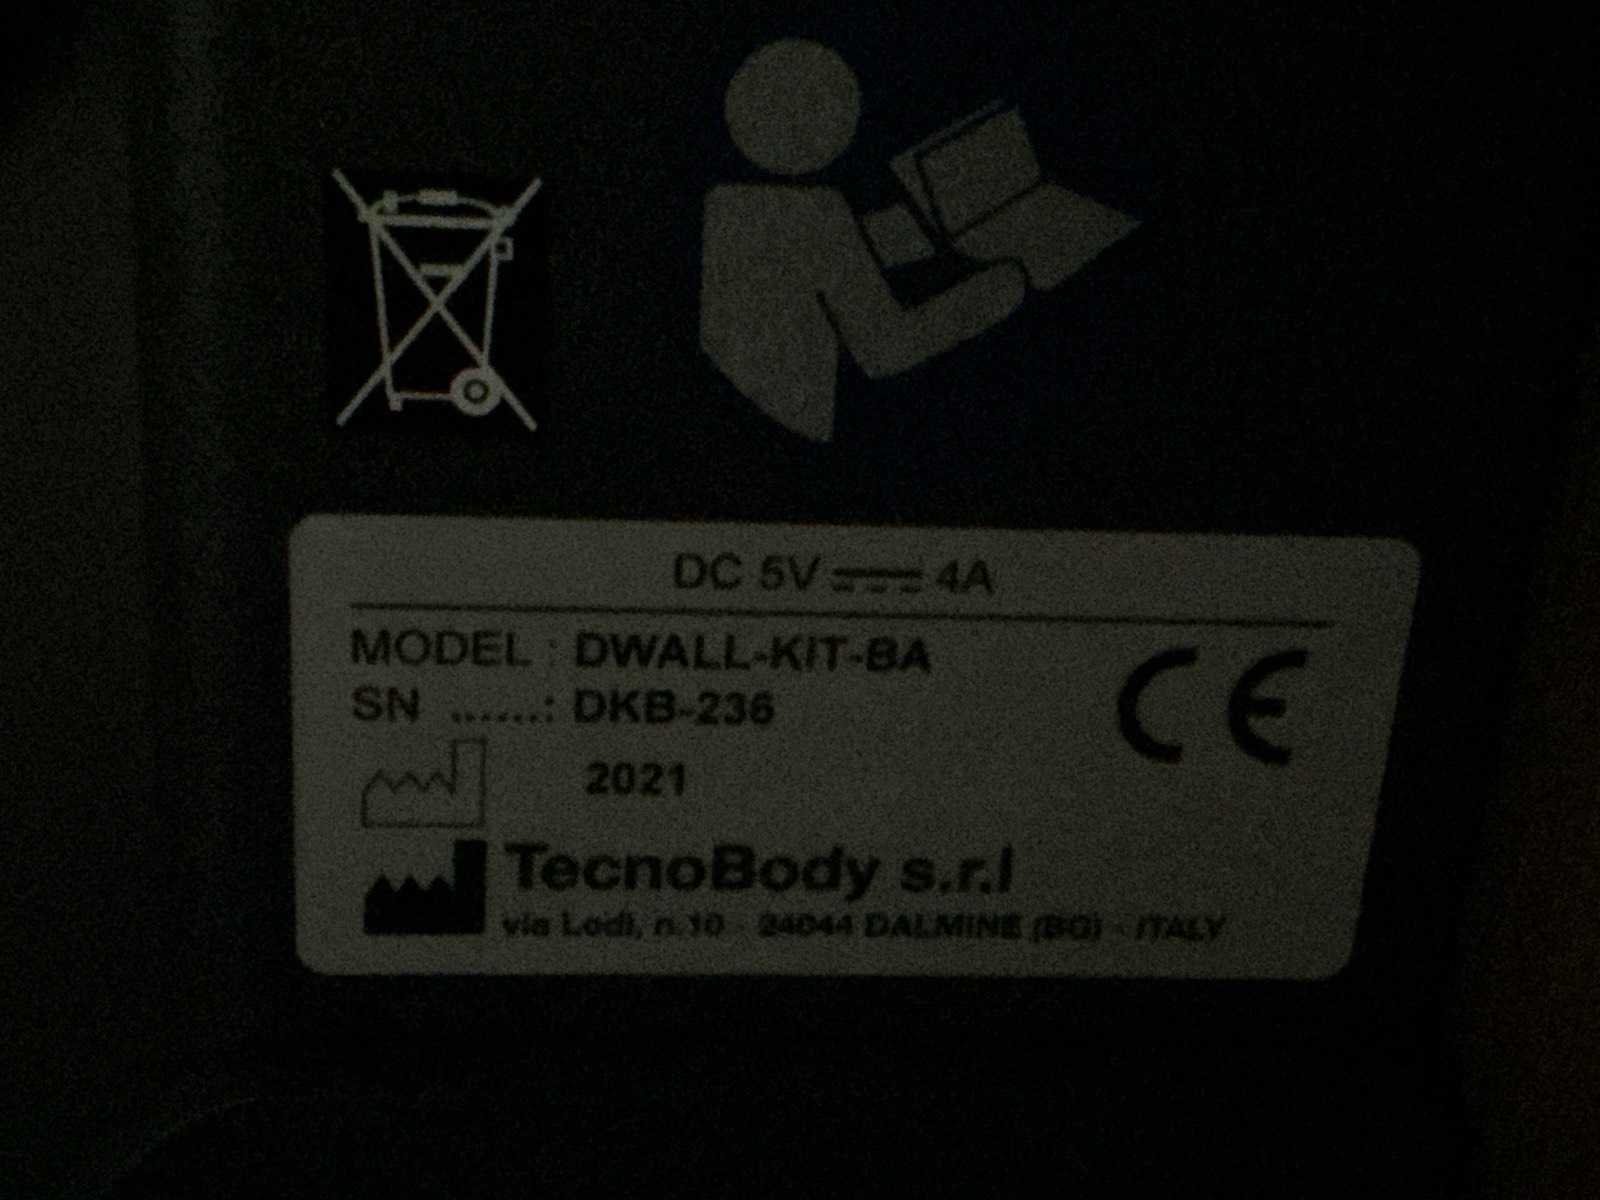 DC 5V ⎓ 4A
MODEL : DWALL-KIT-BA
SN ......: DKB-236
2021
TecnoBody s.r.l
via Lodi, n.10 - 24044 DALMINE (BG) - ITALY
CE